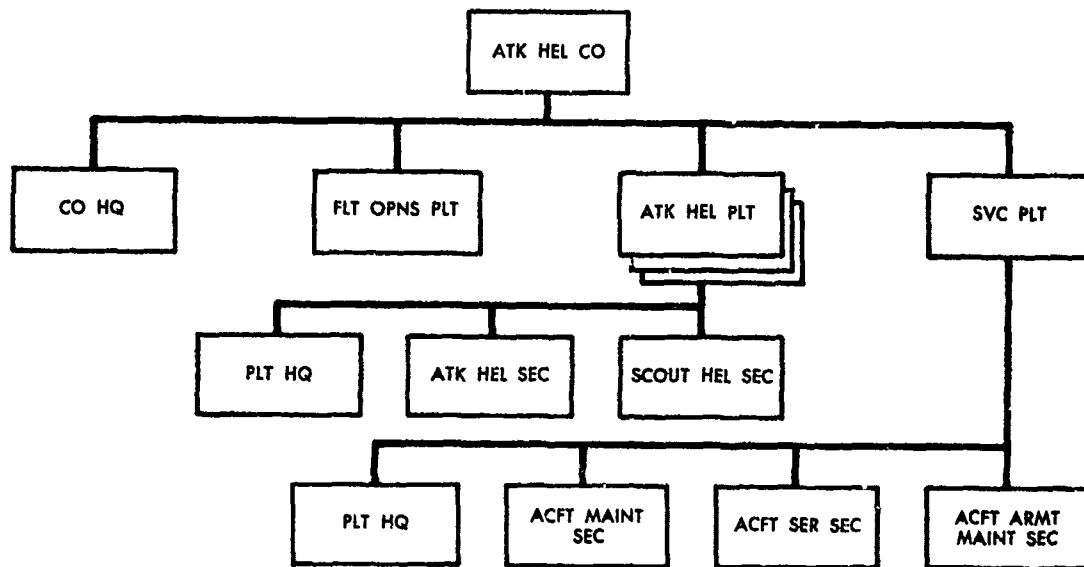 ATK HEL CO
CO HQ
FLT OPNS PLT
ATK HEL PLT
SVC PLT
PLT HQ
ATK HEL SEC
SCOUT HEL SEC
PLT HQ
ACFT MAINT
SEC
ACFT SER SEC
ACFT ARMT
MAINT SEC